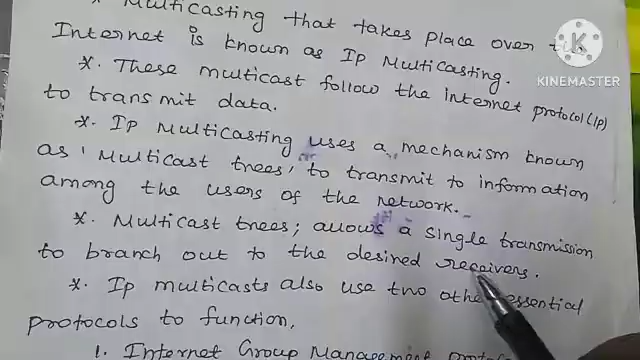 * Multicasting that takes place over the
Internet is known as Ip Multicasting.
*. These multicast follow the internet protocol(Ip)
to transmit data.
*. Ip Multicasting uses a mechanism known
as 'Multicast trees' to transmit to information
among the users of the network.
*. Multicast trees; allows a single transmission
to branch out to the desired receivers.
*. Ip multicasts also use two other essential
protocols to function.
1. Internet Group Management
KINEMASTER